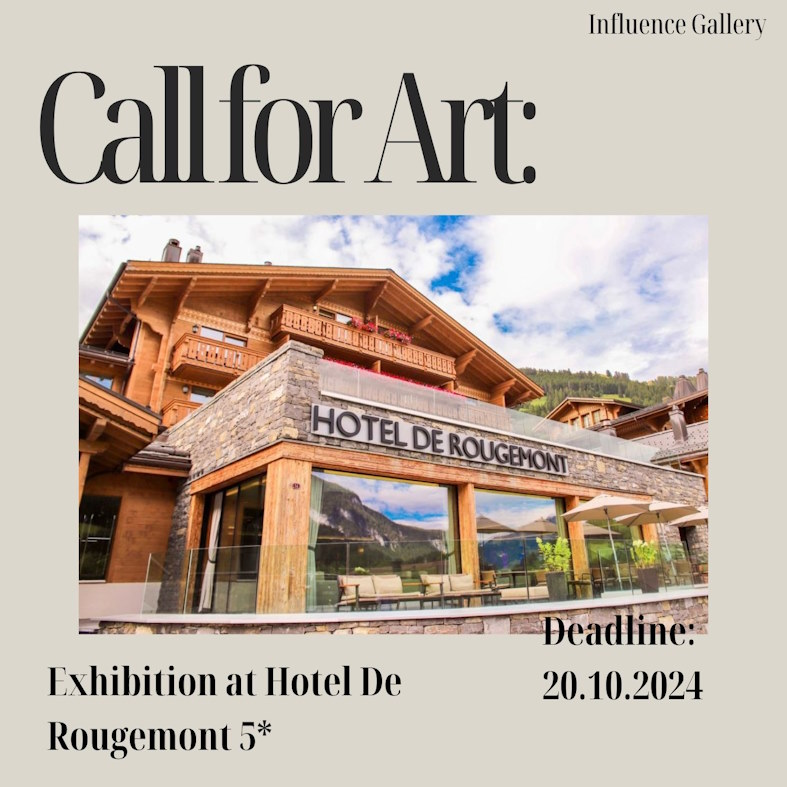 Influence Gallery
Call for Art:
HOTEL DE ROUGEMONT
Deadline:
20.10.2024
Exhibition at Hotel De
Rougemont 5*